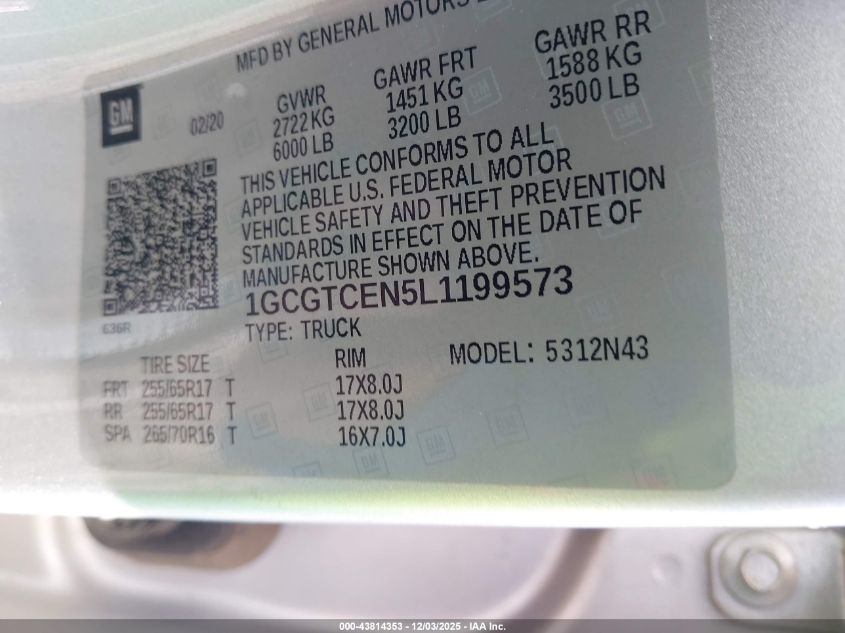 MFD BY GENERAL MOTORS
GM
02/20
GVWR
2722 KG
6000 LB
GAWR FRT
1451 KG
3200 LB
GAWR RR
1588 KG
3500 LB
THIS VEHICLE CONFORMS TO ALL
APPLICABLE U.S. FEDERAL MOTOR
VEHICLE SAFETY AND THEFT PREVENTION
STANDARDS IN EFFECT ON THE DATE OF
MANUFACTURE SHOWN ABOVE.
1GCGTCEN5L1199573
636R
TYPE: TRUCK
MODEL: 5312N43
TIRE SIZE RIM
FRT 255/65R17 T 17X8.0J
RR 255/65R17 T 17X8.0J
SPA 265/70R16 T 16X7.0J
000-43814353 - 12/03/2025 - IAA Inc.